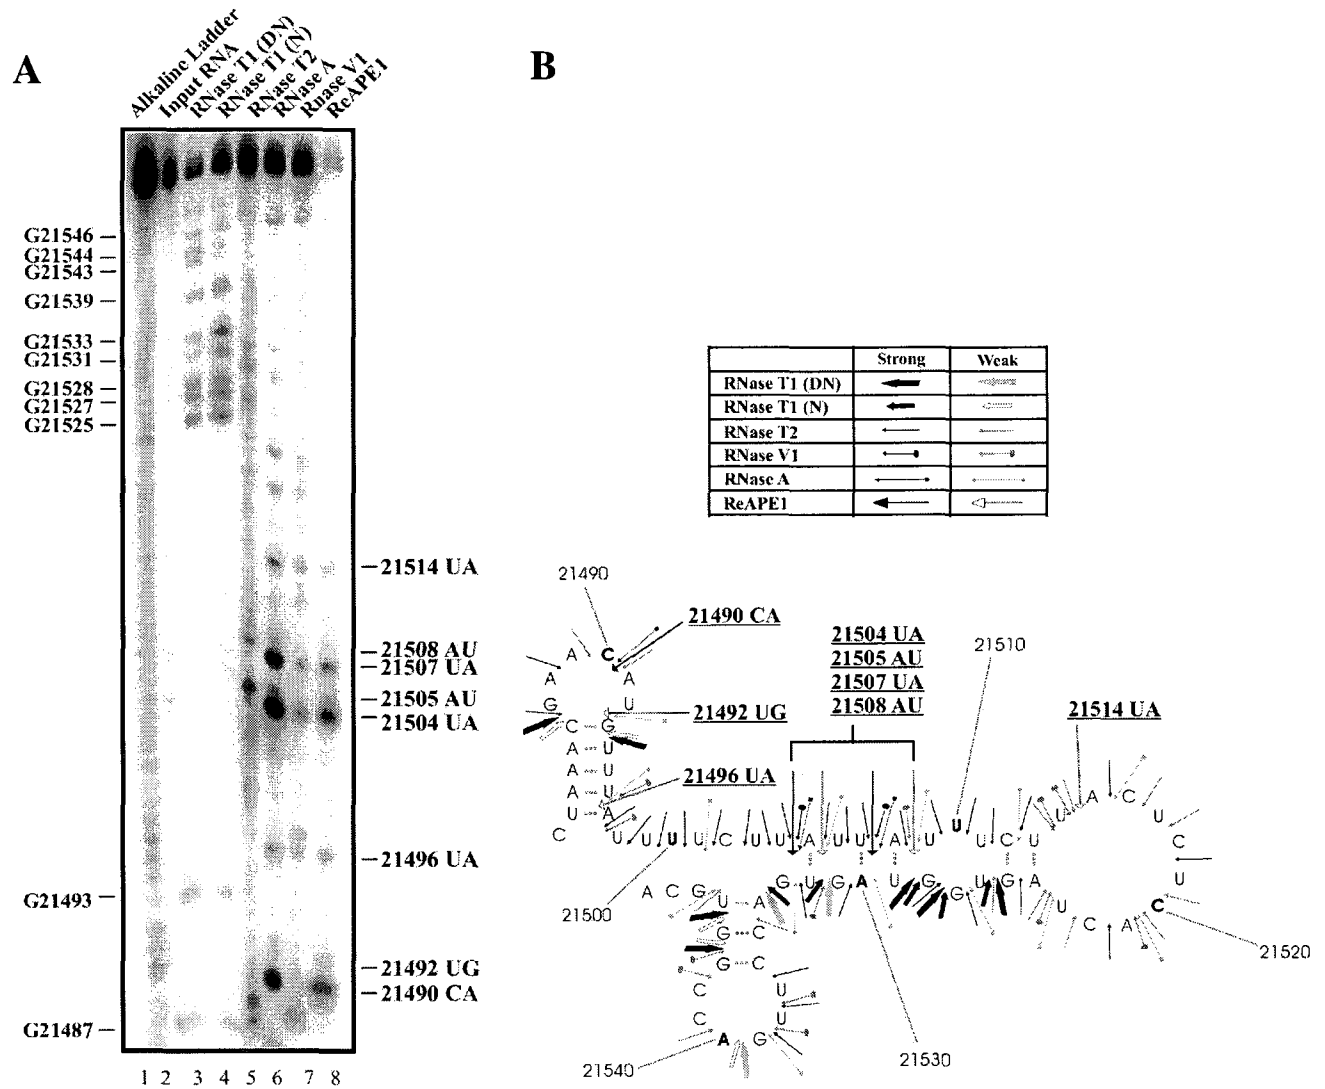 A
B
Alkaline Ladder
Input RNA
RNase T1 (DN)
RNase T1 (N)
RNase T2
RNase A
Rnase V1
ReAPE1
G21546
G21544
G21543
G21539
G21533
G21531
G21528
G21527
G21525
G21493
G21487
21514 UA
21508 AU
21507 UA
21505 AU
21504 UA
21496 UA
21492 UG
21490 CA
1 2 3 4 5 6 7 8
Strong Weak
RNase T1 (DN)
RNase T1 (N)
RNase T2
RNase V1
RNase A
ReAPE1
21490
21490 CA
21504 UA
21505 AU
21507 UA
21508 AU
21510
21492 UG
21514 UA
21496 UA
A C
A A
G U
C G
A U
A U
A U
U A
C
U U U U C U U A U U A U U U C U U A C U C U C A C U
G U G A U G G U G A
A C G U A
G C
G C
C U
C U
A G
21500
21520
21530
21540